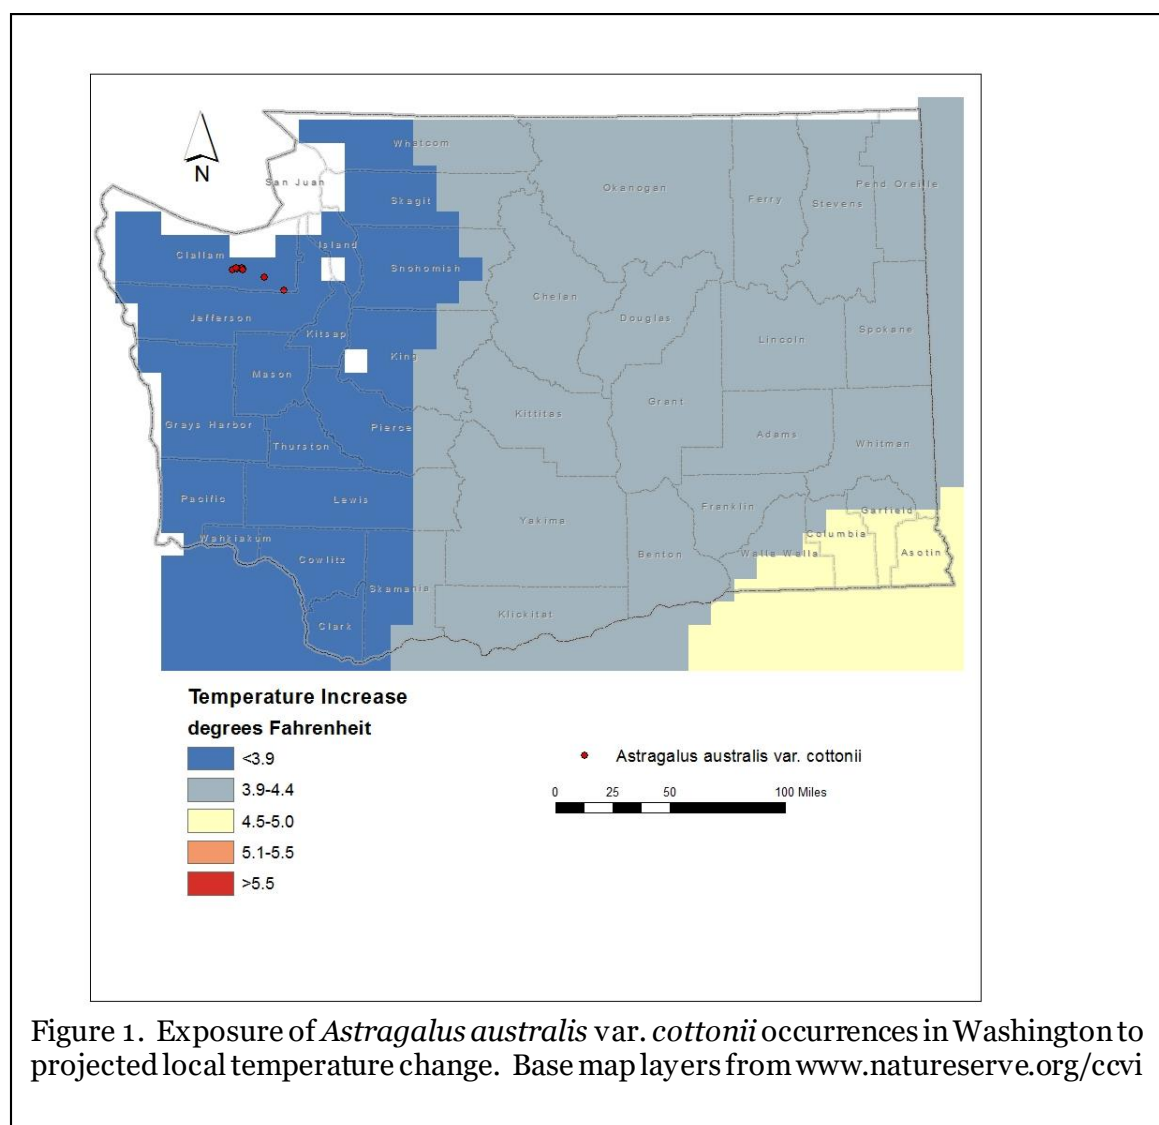 N
San Juan
Whatcom
Skagit
Okanogan
Ferry
Stevens
Pend Oreille
Clallam
Island
Snohomish
Chelan
Douglas
Lincoln
Spokane
Jefferson
Kitsap
King
Mason
Kittitas
Grant
Grays Harbor
Thurston
Pierce
Adams
Whitman
Pacific
Lewis
Yakima
Franklin
Garfield
Wahkiakum
Cowlitz
Skamania
Benton
Walla Walla
Columbia
Asotin
Clark
Klickitat
Temperature Increase
degrees Fahrenheit
<3.9
3.9-4.4
4.5-5.0
5.1-5.5
>5.5
Astragalus australis var. cottonii
0 25 50 100 Miles
Figure 1. Exposure of Astragalus australis var. cottonii occurrences in Washington to
projected local temperature change. Base map layers from www.natureserve.org/ccvi